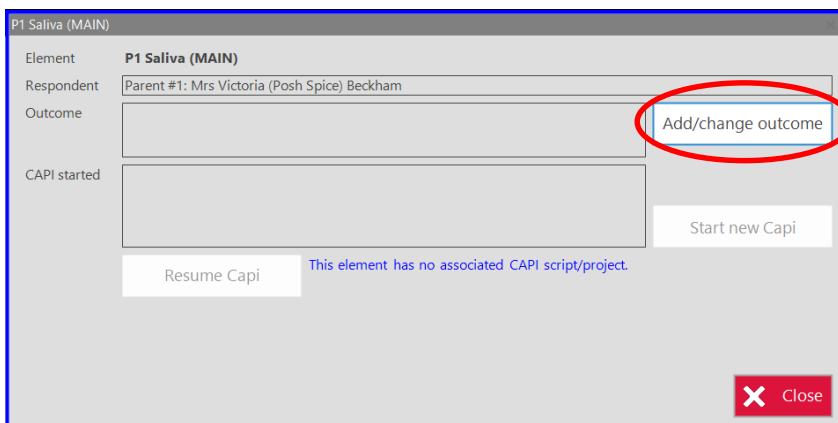 P1 Saliva (MAIN)
Element P1 Saliva (MAIN)
Respondent Parent #1: Mrs Victoria (Posh Spice) Beckham
Outcome
Add/change outcome
CAPI started
Start new Capi
Resume Capi This element has no associated CAPI script/project.
Close